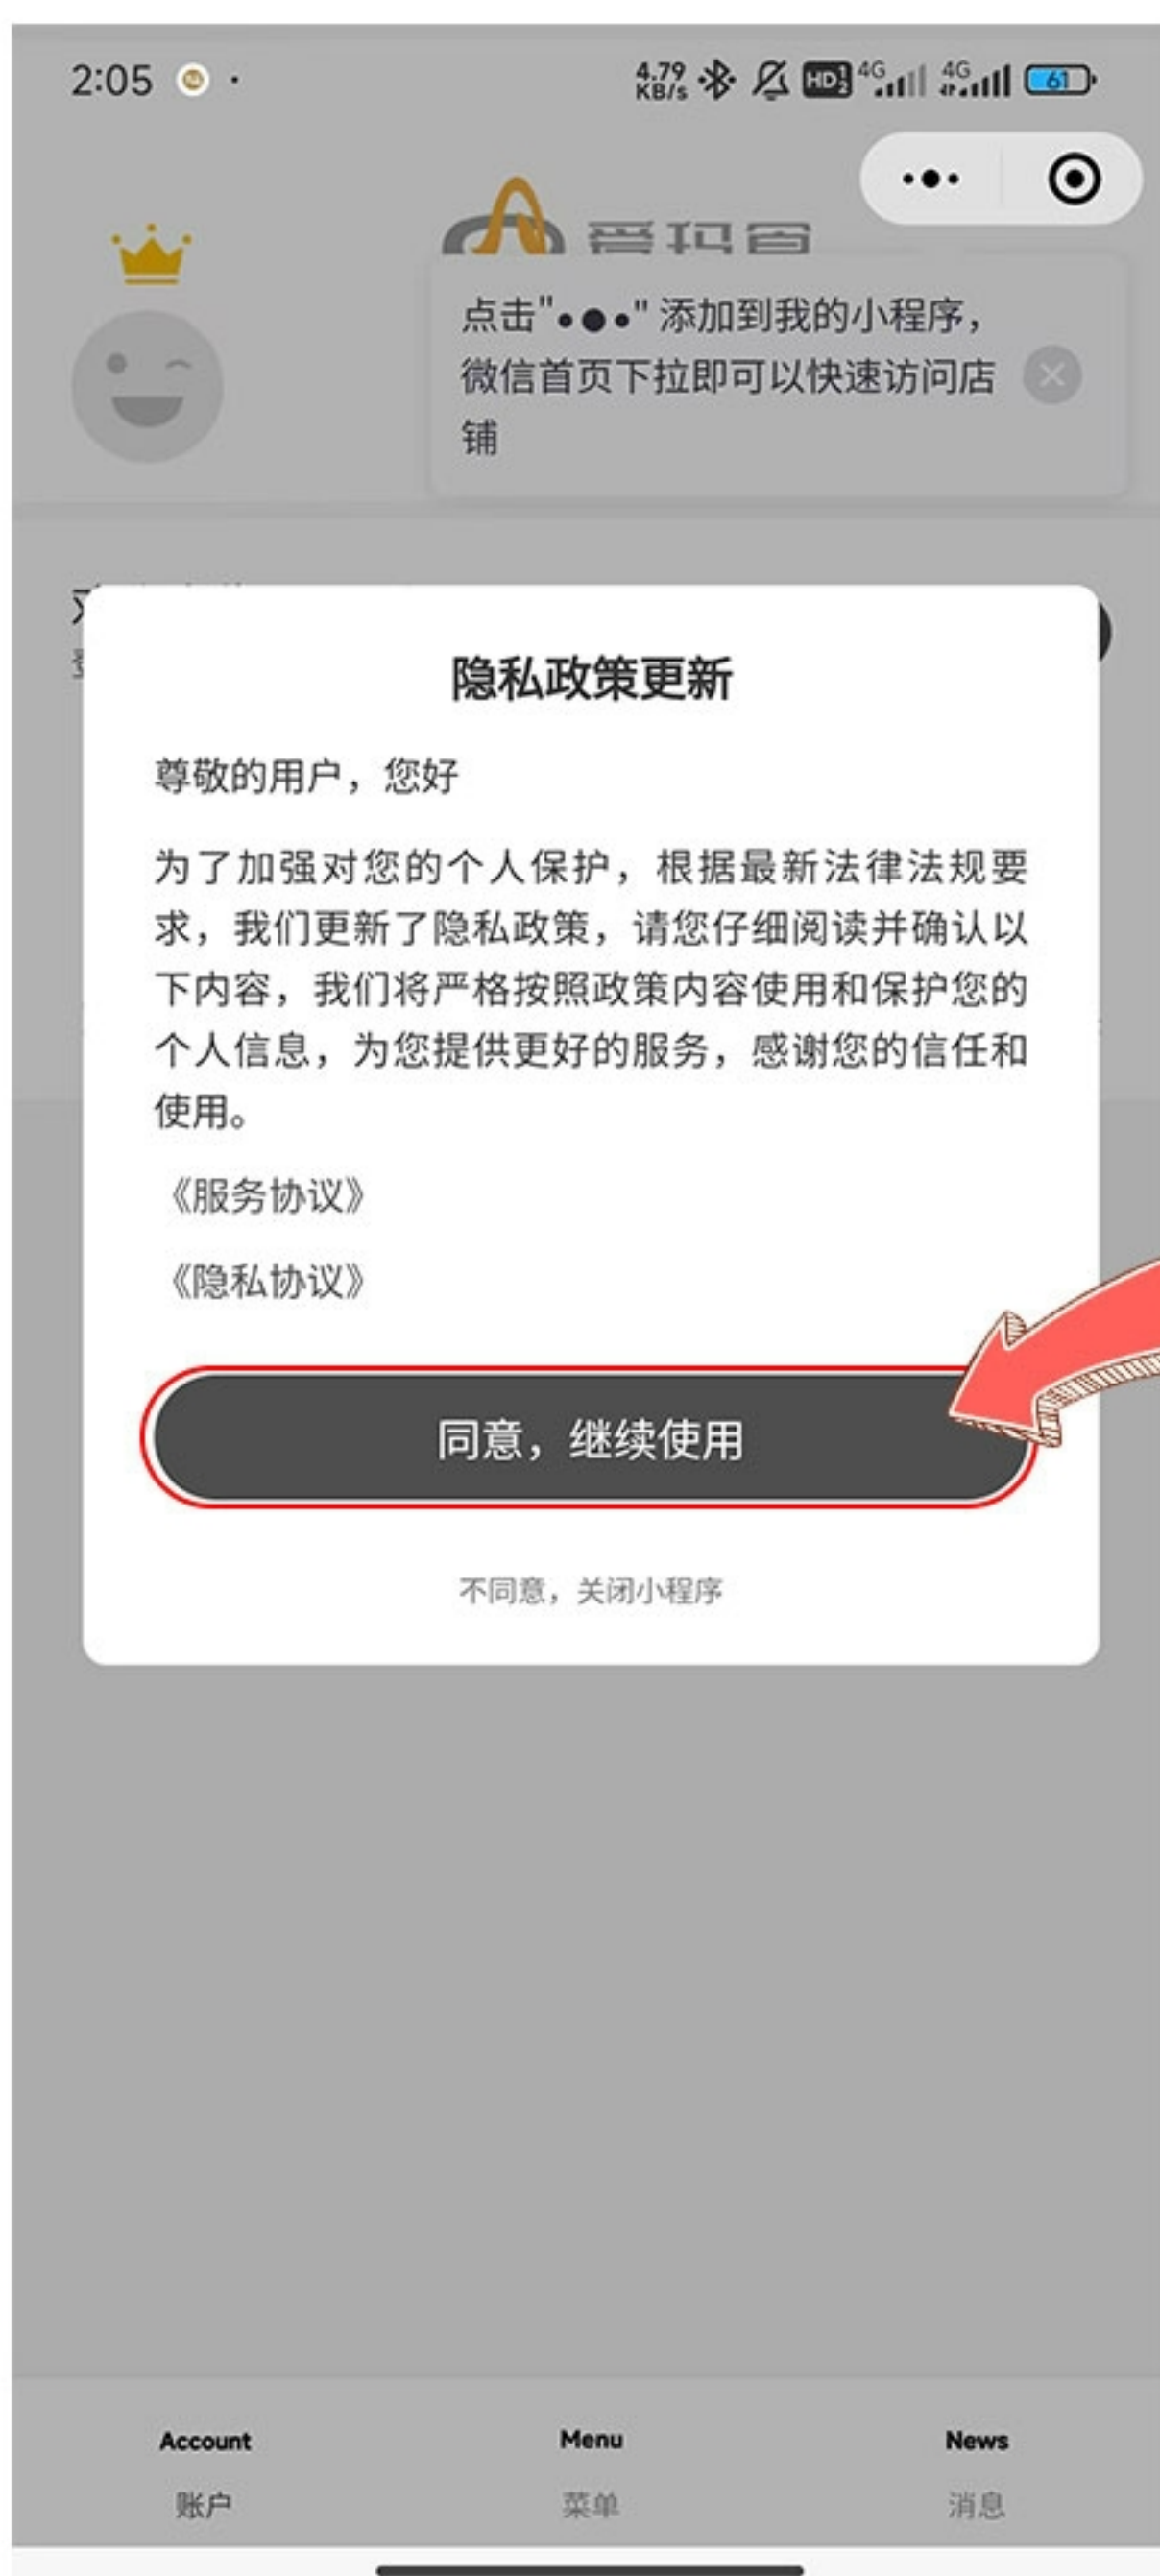 2:05
4.79
KB/s
HD
4G
4G
61
点击"•●•" 添加到我的小程序，
微信首页下拉即可以快速访问店
铺
隐私政策更新
尊敬的用户，您好
为了加强对您的个人保护，根据最新法律法规要
求，我们更新了隐私政策，请您仔细阅读并确认以
下内容，我们将严格按照政策内容使用和保护您的
个人信息，为您提供更好的服务，感谢您的信任和
使用。
《服务协议》
《隐私协议》
同意，继续使用
不同意，关闭小程序
Account
Menu
News
账户
菜单
消息